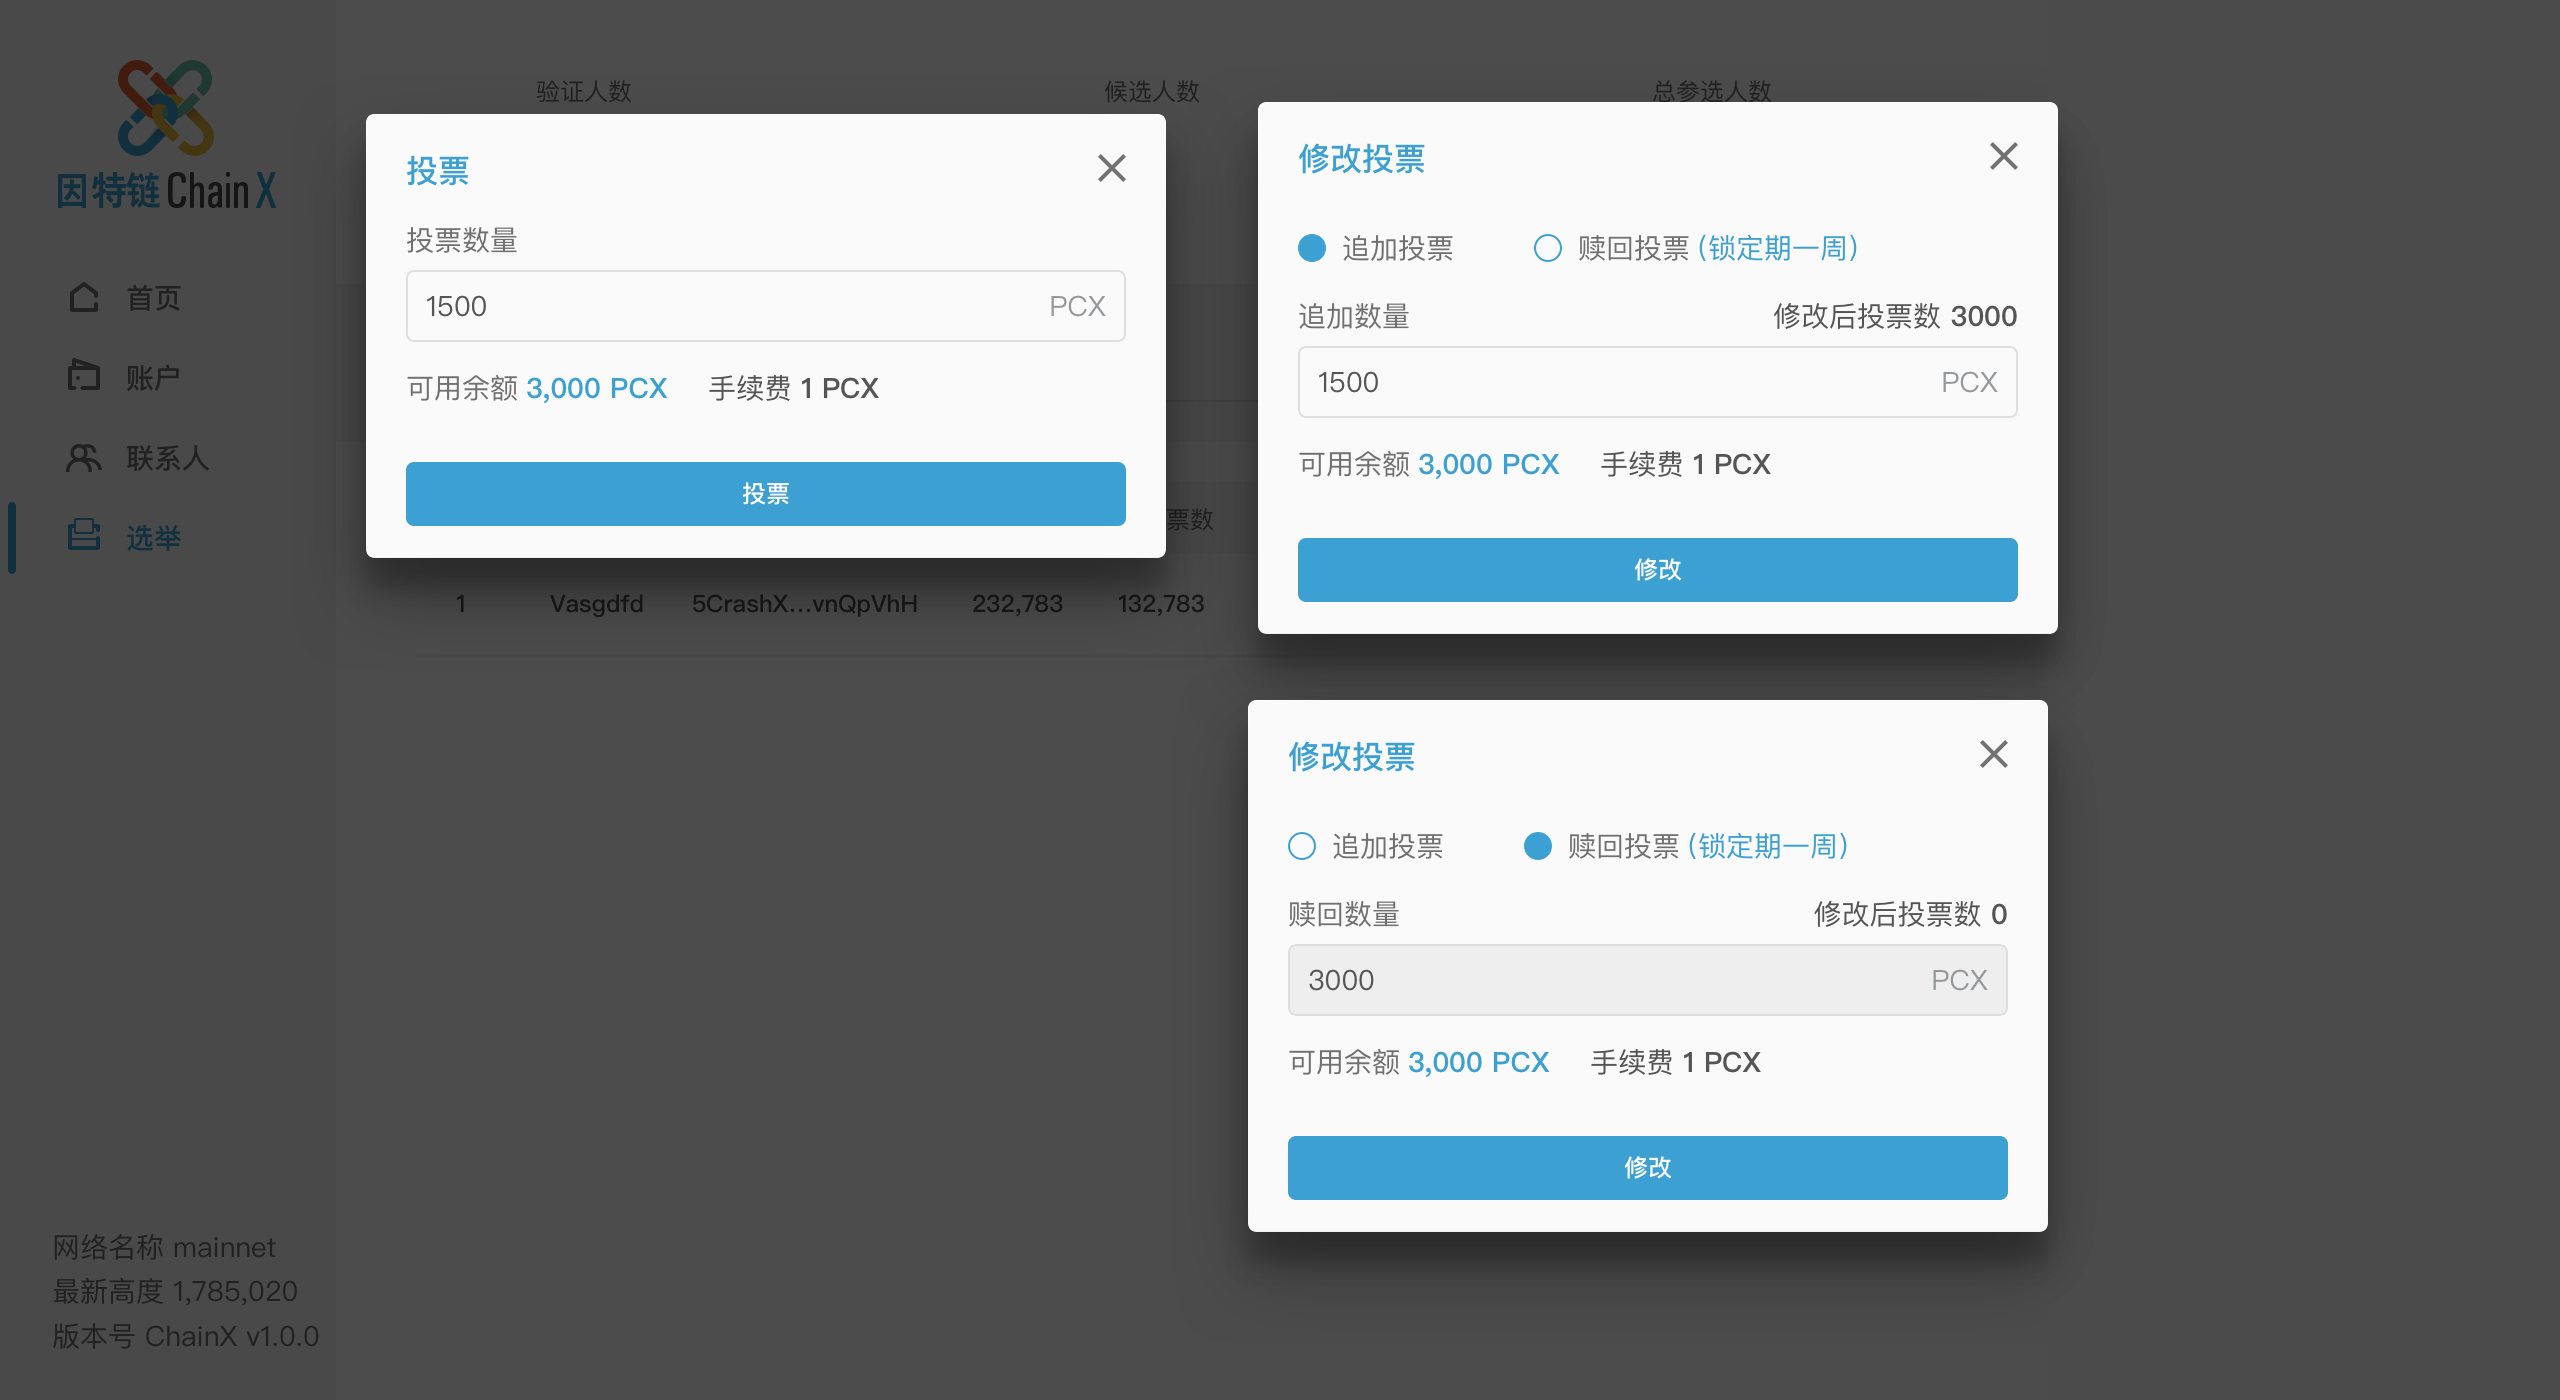 因特链 ChainX
首页
账户
联系人
选举
网络名称 mainnet
最新高度 1,785,020
版本号 ChainX v1.0.0
验证人数 候选人数 总参选人数
投票
投票数量
1500 PCX
可用余额 3,000 PCX 手续费 1 PCX
投票
票数
1 Vasgdfd 5CrashX...vnQpVhH 232,783 132,783
修改投票
追加投票 赎回投票 (锁定期一周)
追加数量 修改后投票数 3000
1500 PCX
可用余额 3,000 PCX 手续费 1 PCX
修改
修改投票
追加投票 赎回投票 (锁定期一周)
赎回数量 修改后投票数 0
3000 PCX
可用余额 3,000 PCX 手续费 1 PCX
修改